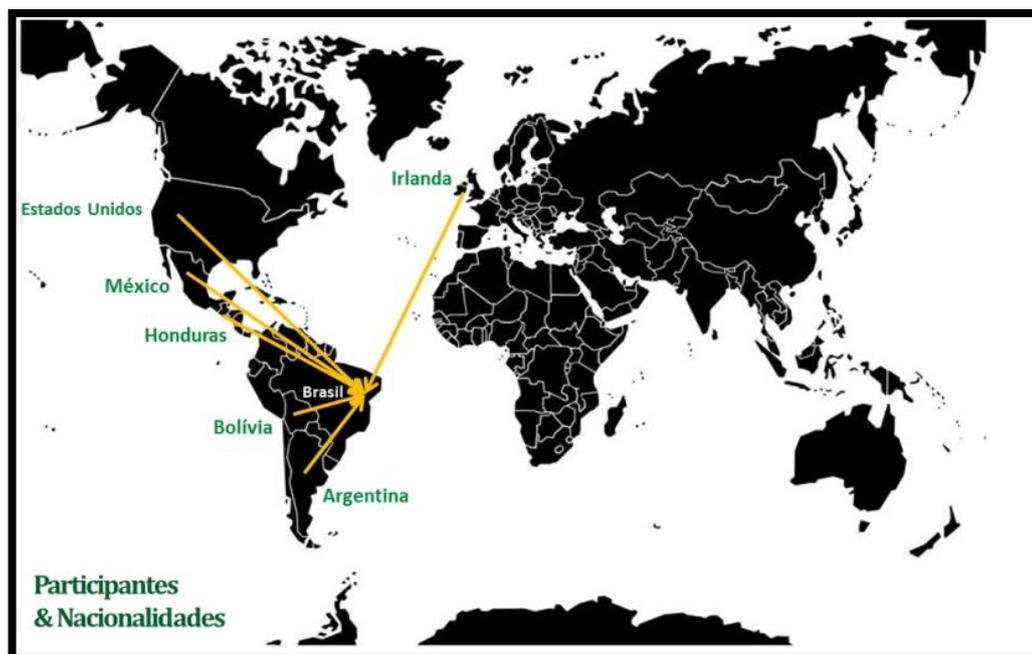 Irlanda
Estados Unidos
México
Honduras
Brasil
Bolívia
Argentina
Participantes
& Nacionalidades